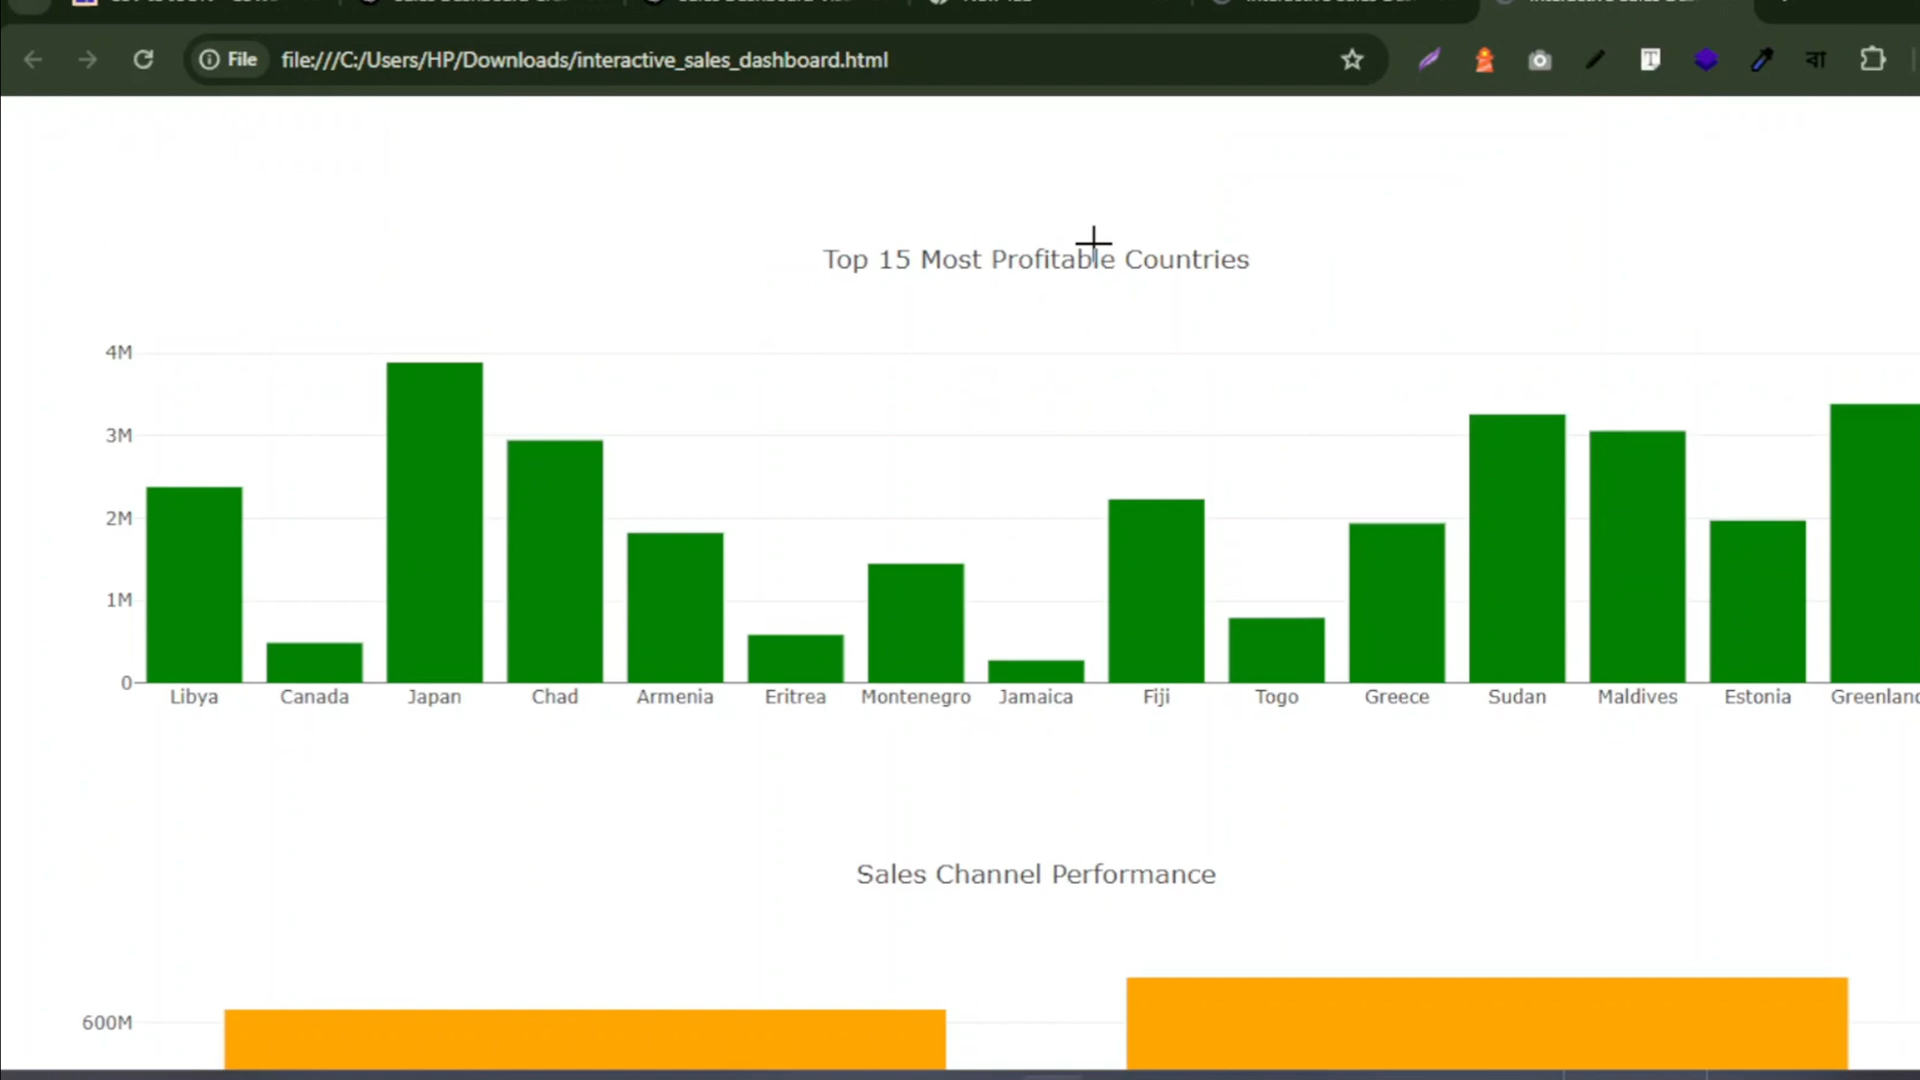 File
file:///C:/Users/HP/Downloads/interactive_sales_dashboard.html
T
বা
Top 15 Most Profitable Countries
4M
3M
2M
1M
0
Libya Canada Japan Chad Armenia Eritrea Montenegro Jamaica Fiji Togo Greece Sudan Maldives Estonia Greenland
Sales Channel Performance
600M